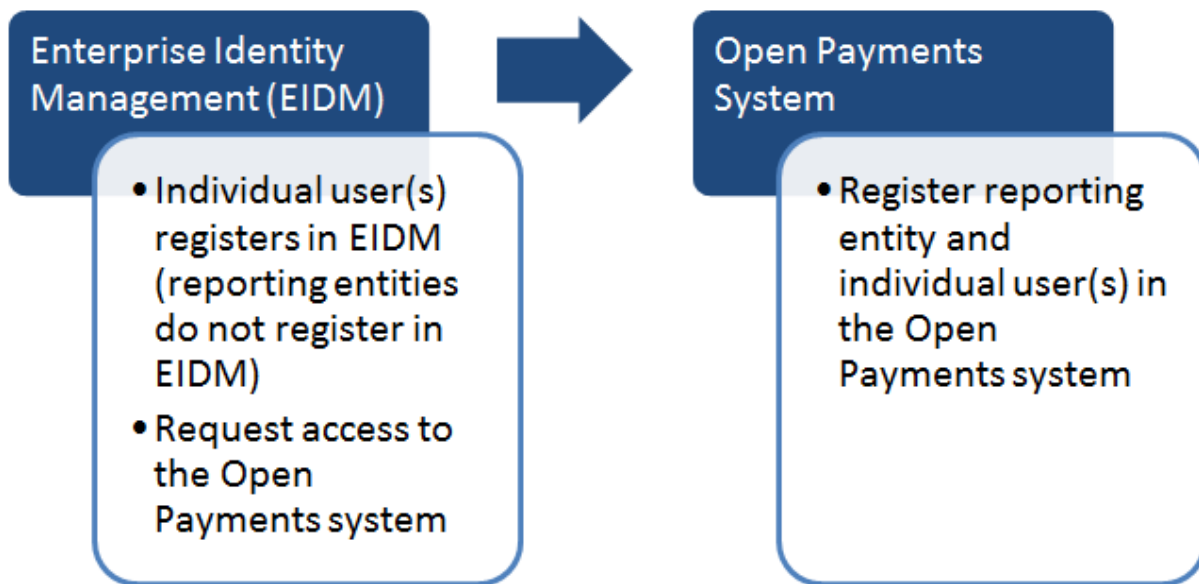 Enterprise Identity
Management (EIDM)
• Individual user(s)
registers in EIDM
(reporting entities
do not register in
EIDM)
• Request access to
the Open
Payments system
Open Payments
System
• Register reporting
entity and
individual user(s) in
the Open
Payments system